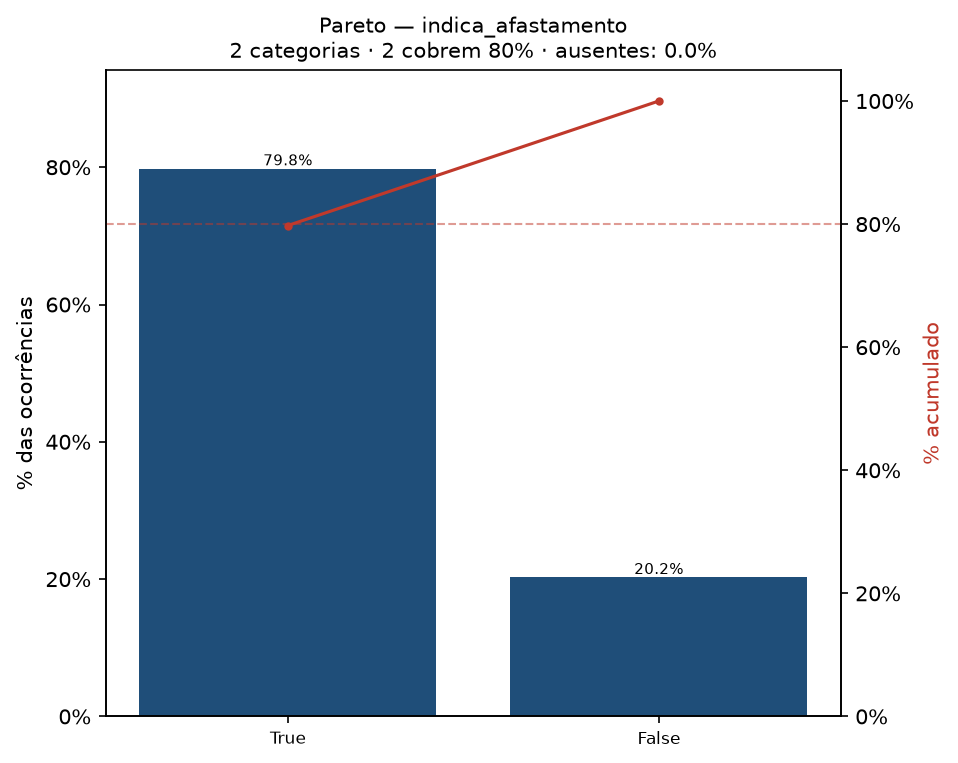 Pareto — indica_afastamento
2 categorias · 2 cobrem 80% · ausentes: 0.0%
% das ocorrências
80%
60%
40%
20%
0%
79.8%
20.2%
True
False
100%
80%
60%
40%
20%
0%
% acumulado